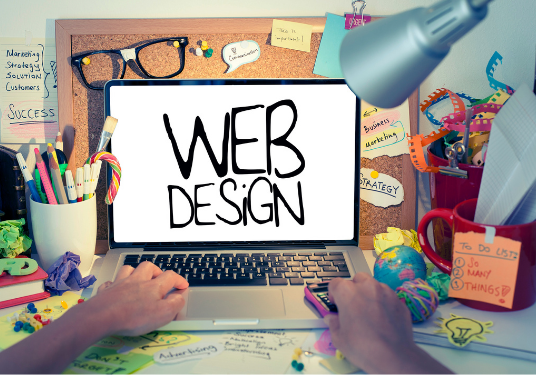 Marketing
Strategy
SOLUTION
Customers
SUCCESS
This is
important!
Communication
WEB
DESIGN
Business
Marketing
STRATEGY
To Do LIST:
1 SO
2 MANY
3 THINGS!
Advertising